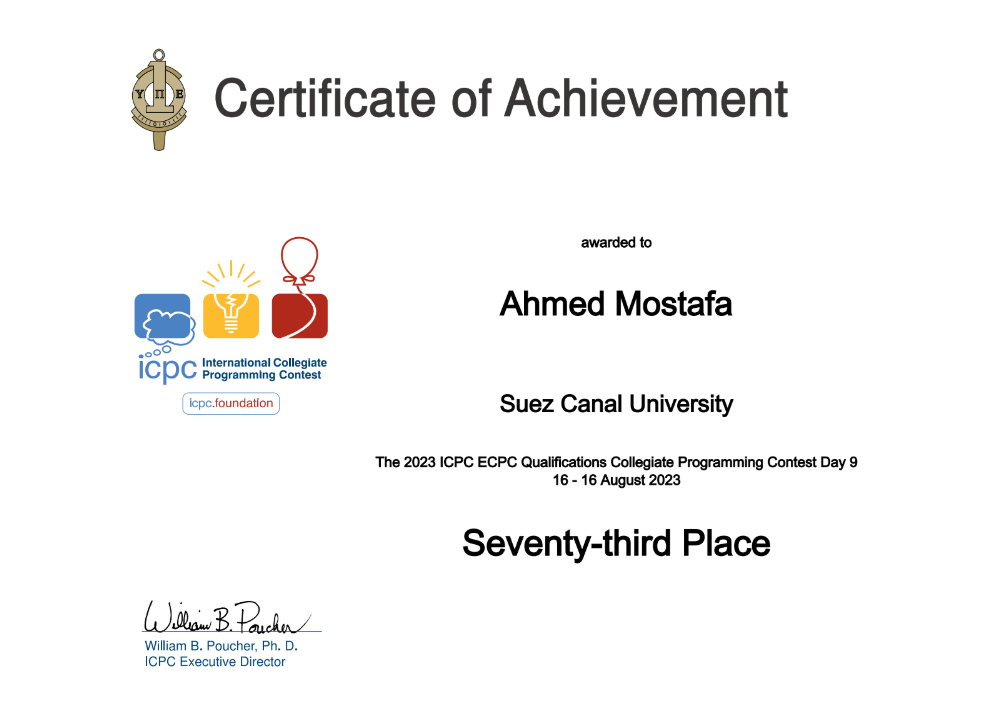 Υ Π Ε
Certificate of Achievement
awarded to
Ahmed Mostafa
icpc International Collegiate
Programming Contest
icpc.foundation
Suez Canal University
The 2023 ICPC ECPC Qualifications Collegiate Programming Contest Day 9
16 - 16 August 2023
Seventy-third Place
William B. Poucher
William B. Poucher, Ph. D.
ICPC Executive Director